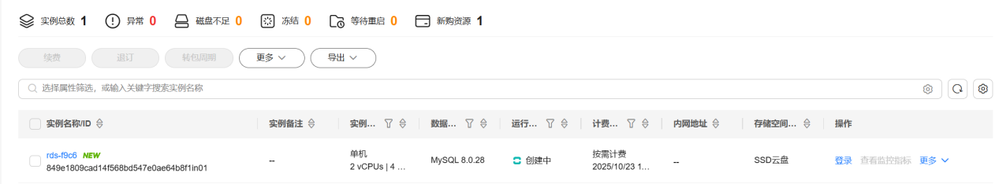 实例总数 1 异常 0 磁盘不足 0 冻结 0 等待重启 0 新购资源 1
续费 退订 转包周期 更多 导出
选择属性筛选，或输入关键字搜索实例名称
实例名称/ID 实例备注 实例... 数据... 运行... 计费... 内网地址 存储空间... 操作
rds-f9c6 NEW
849e1809cad14f568bd547e0ae64b8f1in01
--
单机
2 vCPUs | 4 ...
MySQL 8.0.28
创建中
按需计费
2025/10/23 1...
--
SSD云盘
登录 查看监控指标 更多